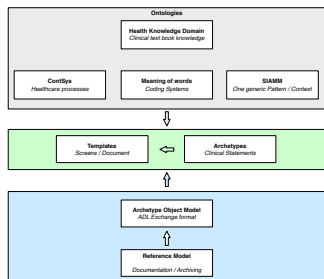 Ontologies
Health Knowledge Domain
Clinical text book knowledge
ContSys
Healthcare processes
Meaning of words
Coding Systems
SIAMM
One generic Pattern / Context
Templates
Screens / Document
Archetypes
Clinical Statements
Archetype Object Model
ADL Exchange format
Reference Model
Documentation / Archiving